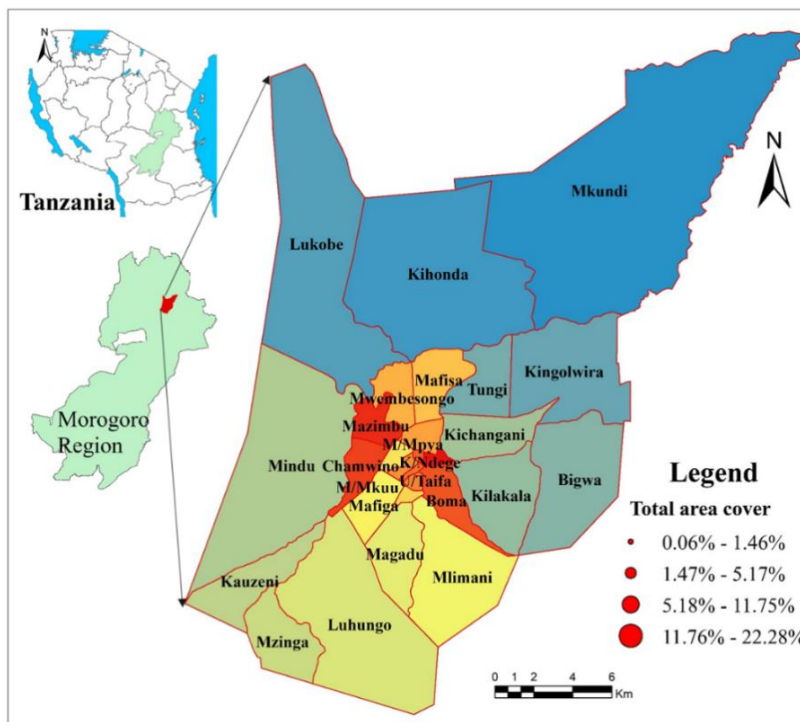 N
Tanzania
Morogoro
Region
N
Mkundi
Lukobe
Kihonda
Mafisa
Tungi
Kingolwira
Mwembesongo
Mazimbu
Kichangani
M/Mpya
Mindu
Chamwino
K/Ndege
M/Mkuu
U/Taifa
Mafiga
Boma
Kilakala
Bigwa
Magadu
Mlimani
Kauzeni
Luhungo
Mzinga
Legend
Total area cover
0.06% - 1.46%
1.47% - 5.17%
5.18% - 11.75%
11.76% - 22.28%
0 1 2 4 6
Km